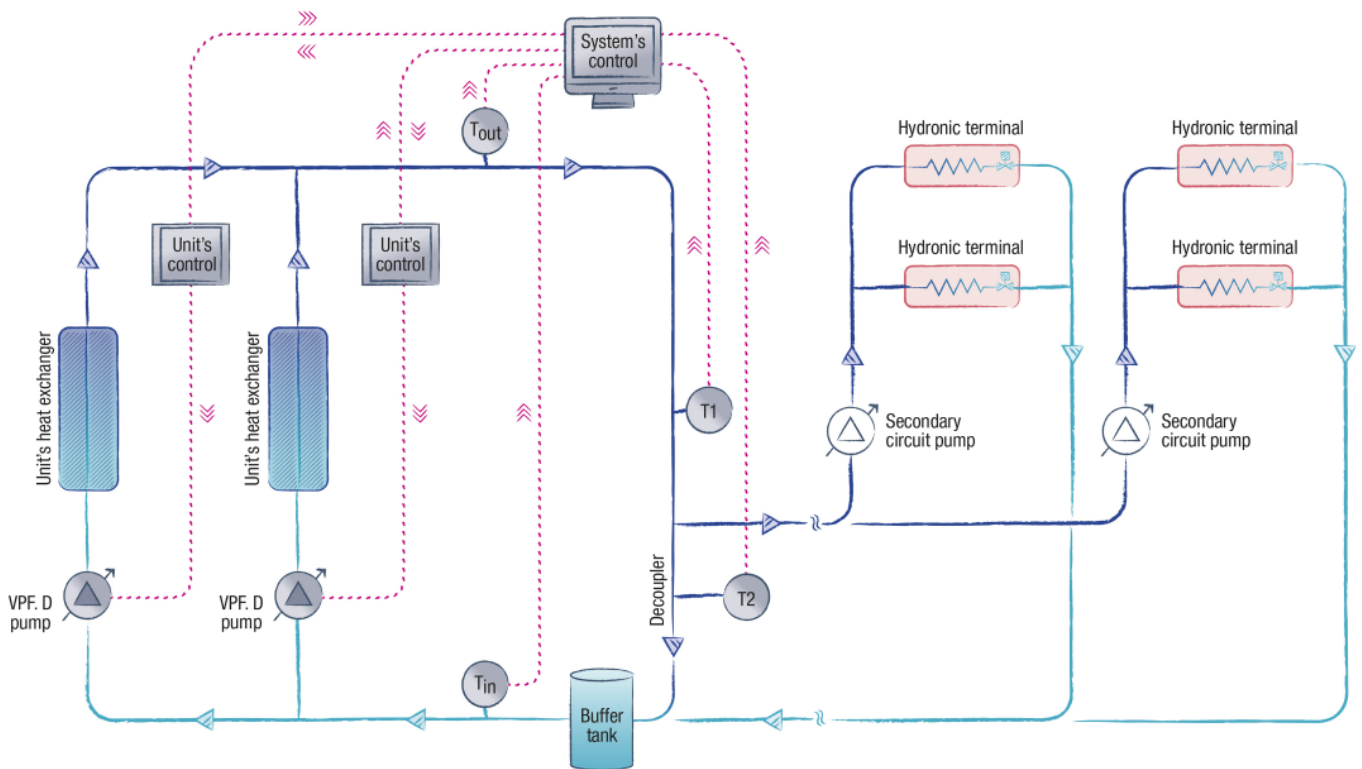 System's
control
Tout
Hydronic terminal
Hydronic terminal
Unit's
control
Unit's
control
Hydronic terminal
Hydronic terminal
Unit's heat exchanger
Unit's heat exchanger
T1
Secondary
circuit pump
Secondary
circuit pump
Decoupler
VPF. D
pump
VPF. D
pump
T2
Tin
Buffer
tank